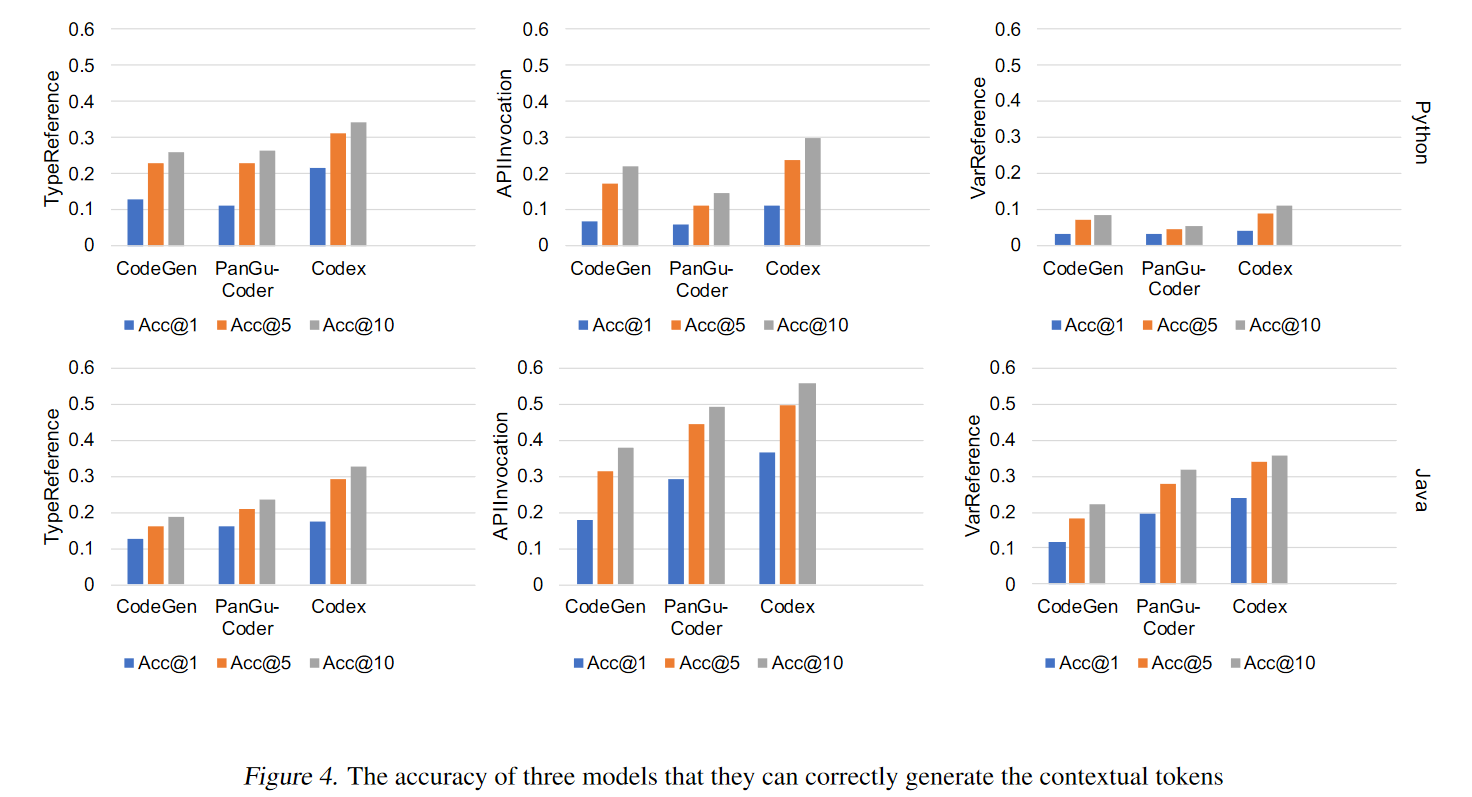 TypeReference
0.6
0.5
0.4
0.3
0.2
0.1
0
CodeGen
PanGu-
Coder
Codex
Acc@1 Acc@5 Acc@10
APIInvocation
0.6
0.5
0.4
0.3
0.2
0.1
0
CodeGen
PanGu-
Coder
Codex
Acc@1 Acc@5 Acc@10
VarReference
0.6
0.5
0.4
0.3
0.2
0.1
0
CodeGen
PanGu-
Coder
Codex
Acc@1 Acc@5 Acc@10
Python
TypeReference
0.6
0.5
0.4
0.3
0.2
0.1
0
CodeGen
PanGu-
Coder
Codex
Acc@1 Acc@5 Acc@10
APIInvocation
0.6
0.5
0.4
0.3
0.2
0.1
0
CodeGen
PanGu-
Coder
Codex
Acc@1 Acc@5 Acc@10
VarReference
0.6
0.5
0.4
0.3
0.2
0.1
0
CodeGen
PanGu-
Coder
Codex
Acc@1 Acc@5 Acc@10
Java
Figure 4. The accuracy of three models that they can correctly generate the contextual tokens